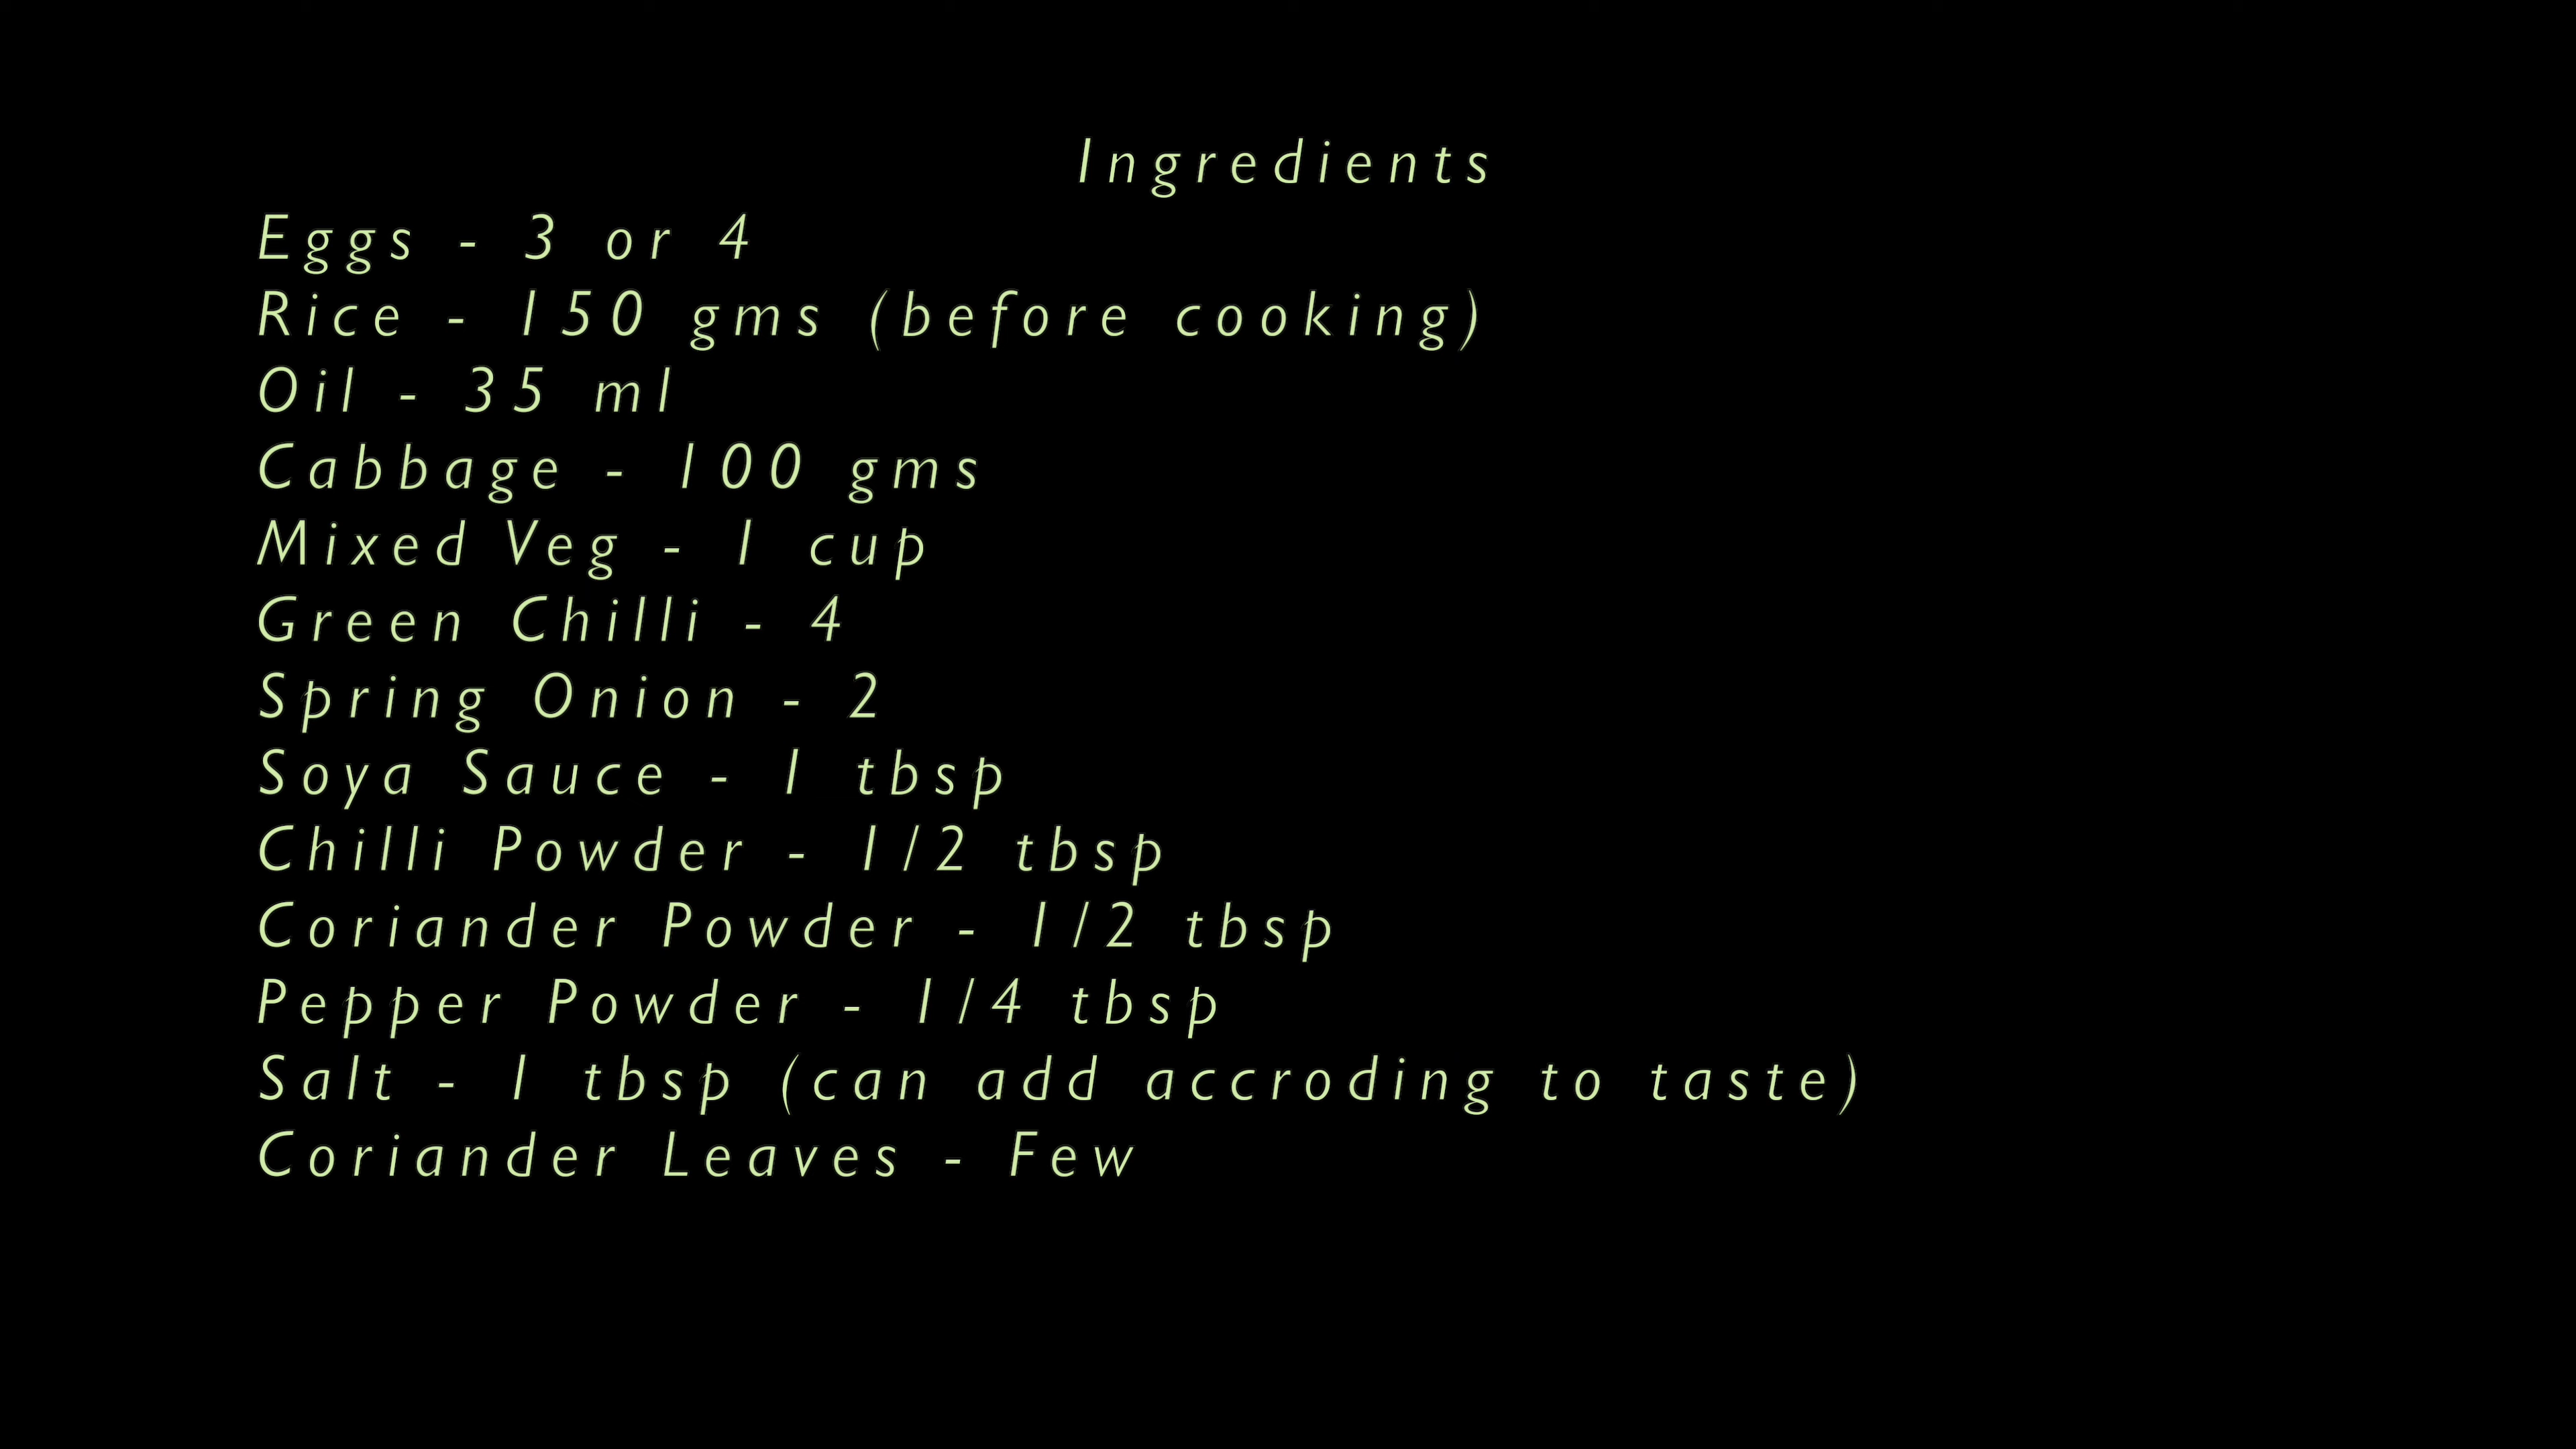 Ingredients
Eggs - 3 or 4
Rice - 150 gms (before cooking)
Oil - 35 ml
Cabbage - 100 gms
Mixed Veg - 1 cup
Green Chilli - 4
Spring Onion - 2
Soya Sauce - 1 tbsp
Chilli Powder - 1/2 tbsp
Coriander Powder - 1/2 tbsp
Pepper Powder - 1/4 tbsp
Salt - 1 tbsp (can add accroding to taste)
Coriander Leaves - Few